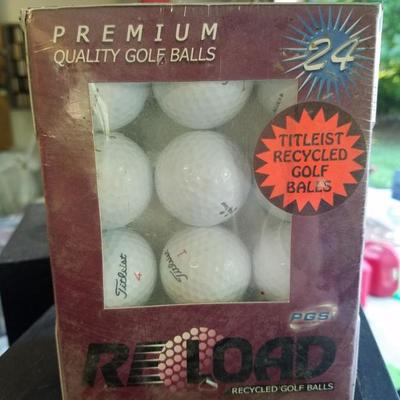 PREMIUM
QUALITY GOLF BALLS
24
TITLEIST
RECYCLED
GOLF
BALLS
Titleist 4
Titleist 1
PGS
RELOAD
RECYCLED GOLF BALLS